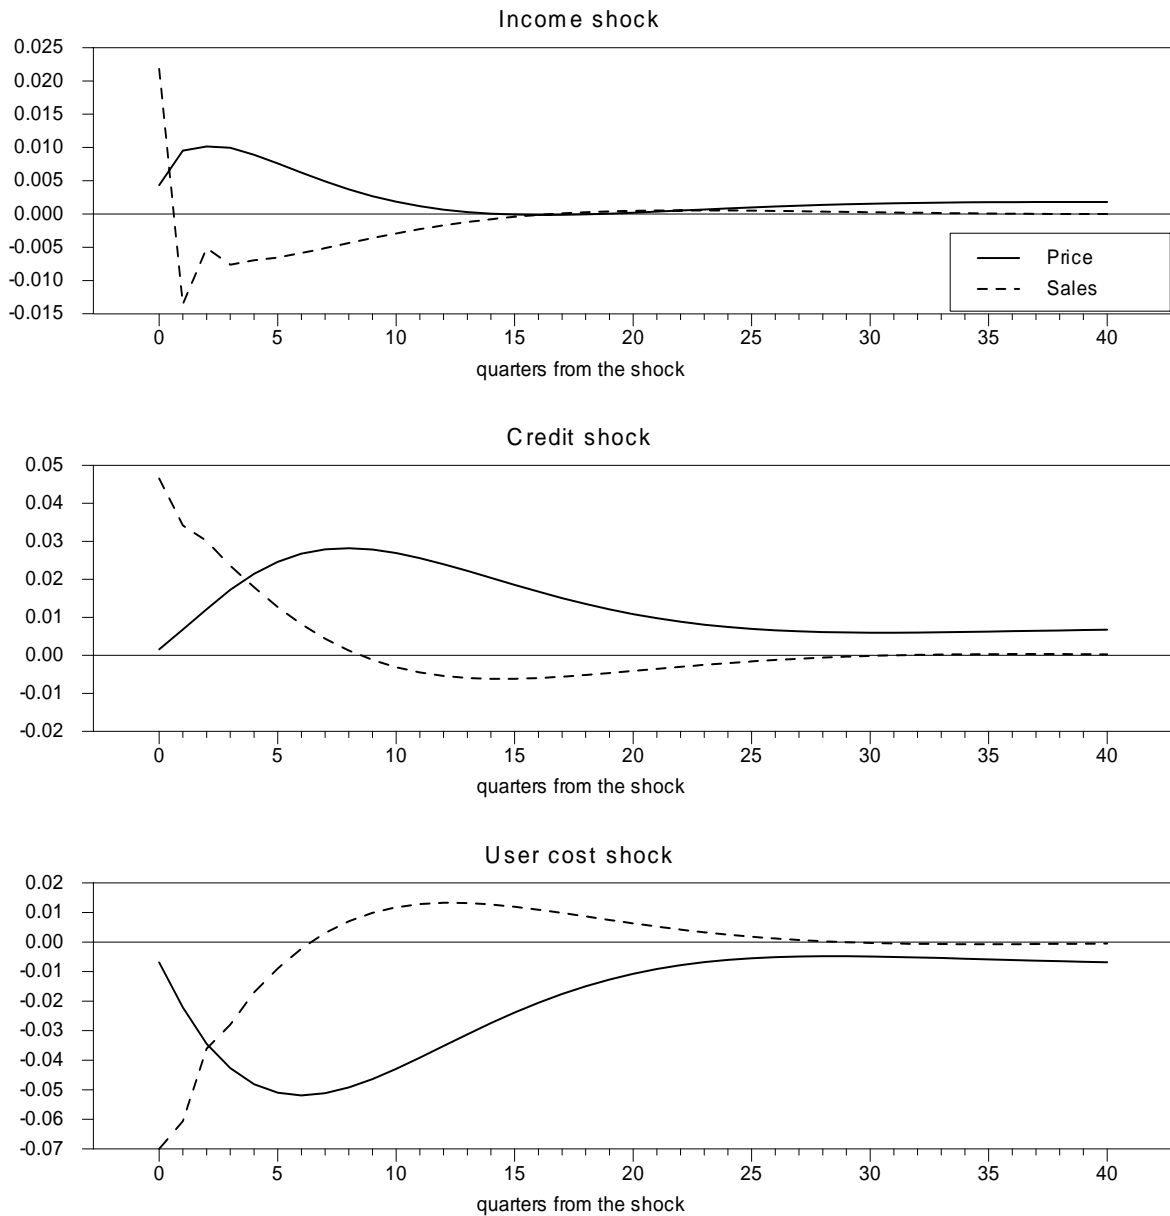 Income shock
0.025
0.020
0.015
0.010
0.005
0.000
-0.005
-0.010
-0.015
Price
Sales
0 5 10 15 20 25 30 35 40
quarters from the shock
Credit shock
0.05
0.04
0.03
0.02
0.01
0.00
-0.01
-0.02
0 5 10 15 20 25 30 35 40
quarters from the shock
User cost shock
0.02
0.01
0.00
-0.01
-0.02
-0.03
-0.04
-0.05
-0.06
-0.07
0 5 10 15 20 25 30 35 40
quarters from the shock